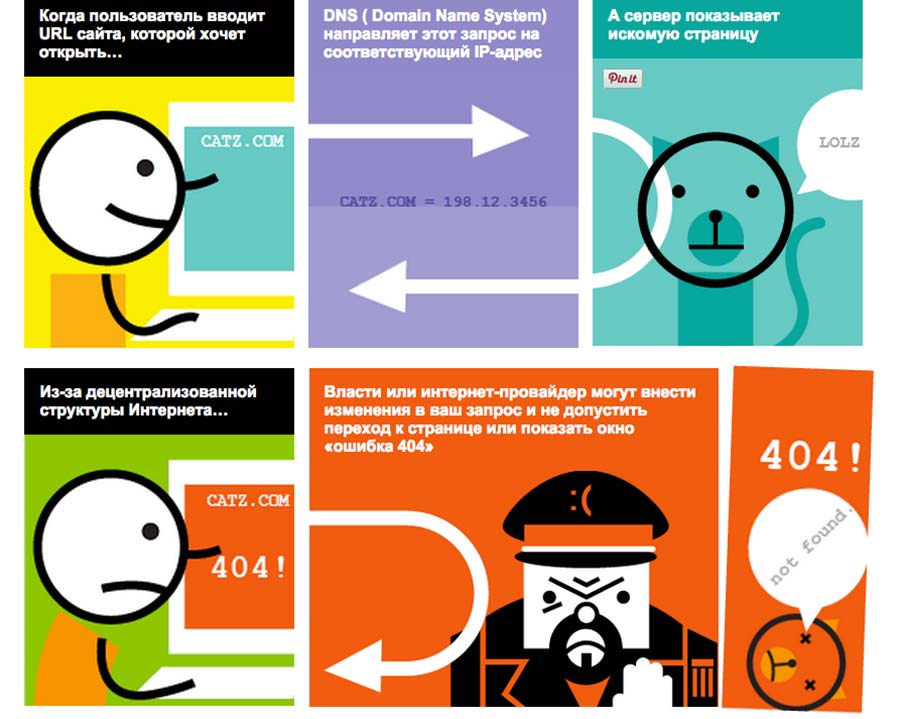 Когда пользователь вводит
URL сайта, которой хочет
открыть...
CATZ.COM
DNS ( Domain Name System)
направляет этот запрос на
соответствующий IP-адрес
CATZ.COM = 198.12.3456
А сервер показывает
искомую страницу
Pin it
LOLZ
Из-за децентрализованной
структуры Интернета...
CATZ.COM
404!
Власти или интернет-провайдер могут внести
изменения в ваш запрос и не допустить
переход к странице или показать окно
«ошибка 404»
:(
404!
not found.